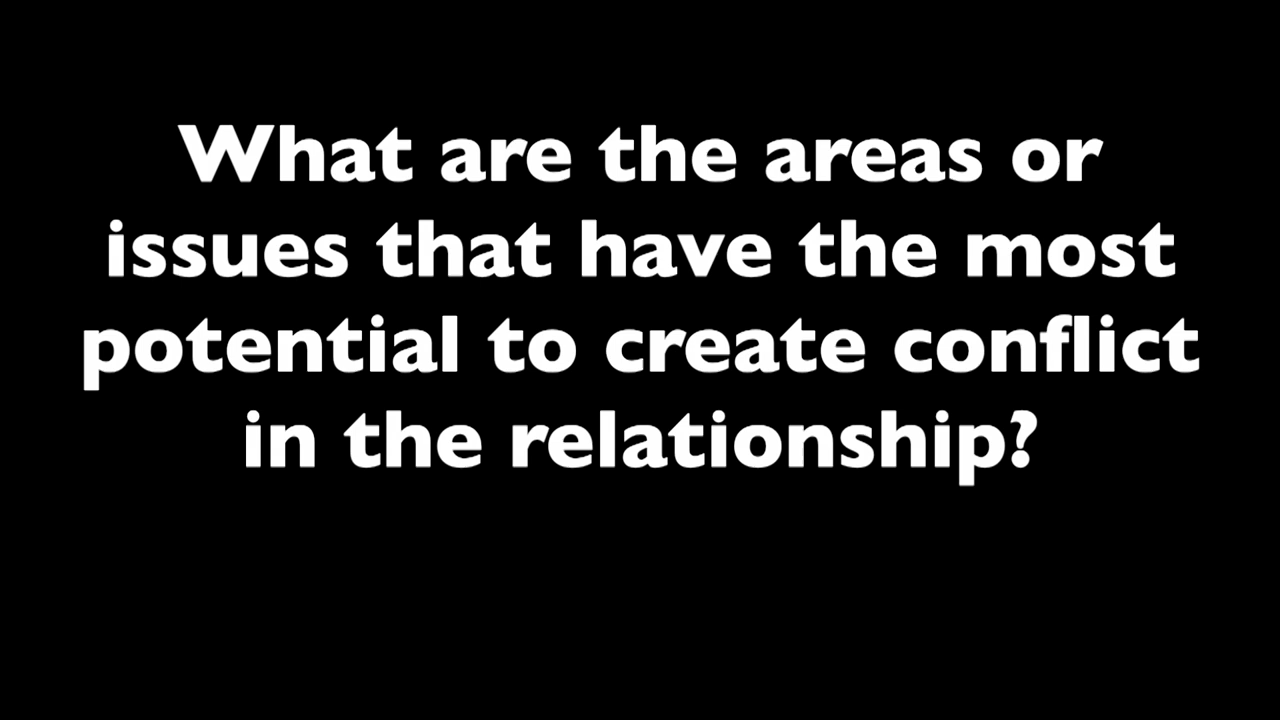 What are the areas or
issues that have the most
potential to create conflict
in the relationship?